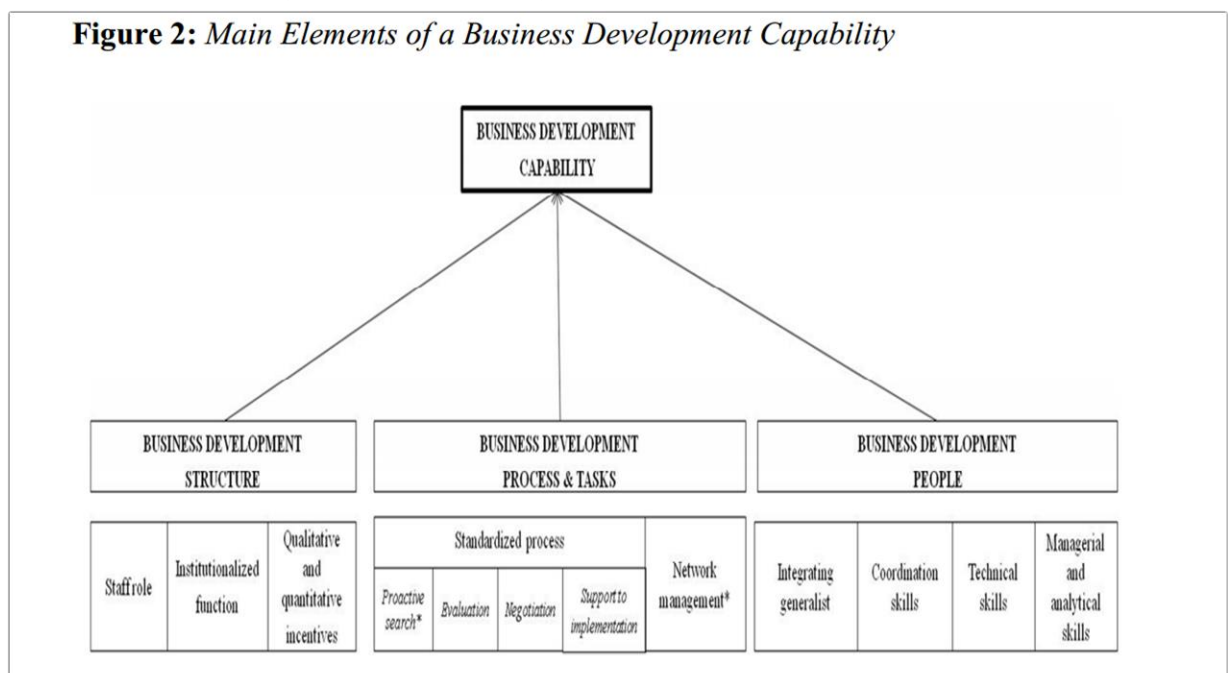 Figure 2: Main Elements of a Business Development Capability
BUSINESS DEVELOPMENT
CAPABILITY
BUSINESS DEVELOPMENT
STRUCTURE
BUSINESS DEVELOPMENT
PROCESS & TASKS
BUSINESS DEVELOPMENT
PEOPLE
Staff role
Institutionalized
function
Qualitative
and
quantitative
incentives
Standardized process
Proactive
search*
Evaluation
Negotiation
Support to
implementation
Network
management*
Integrating
generalist
Coordination
skills
Technical
skills
Managerial
and
analytical
skills